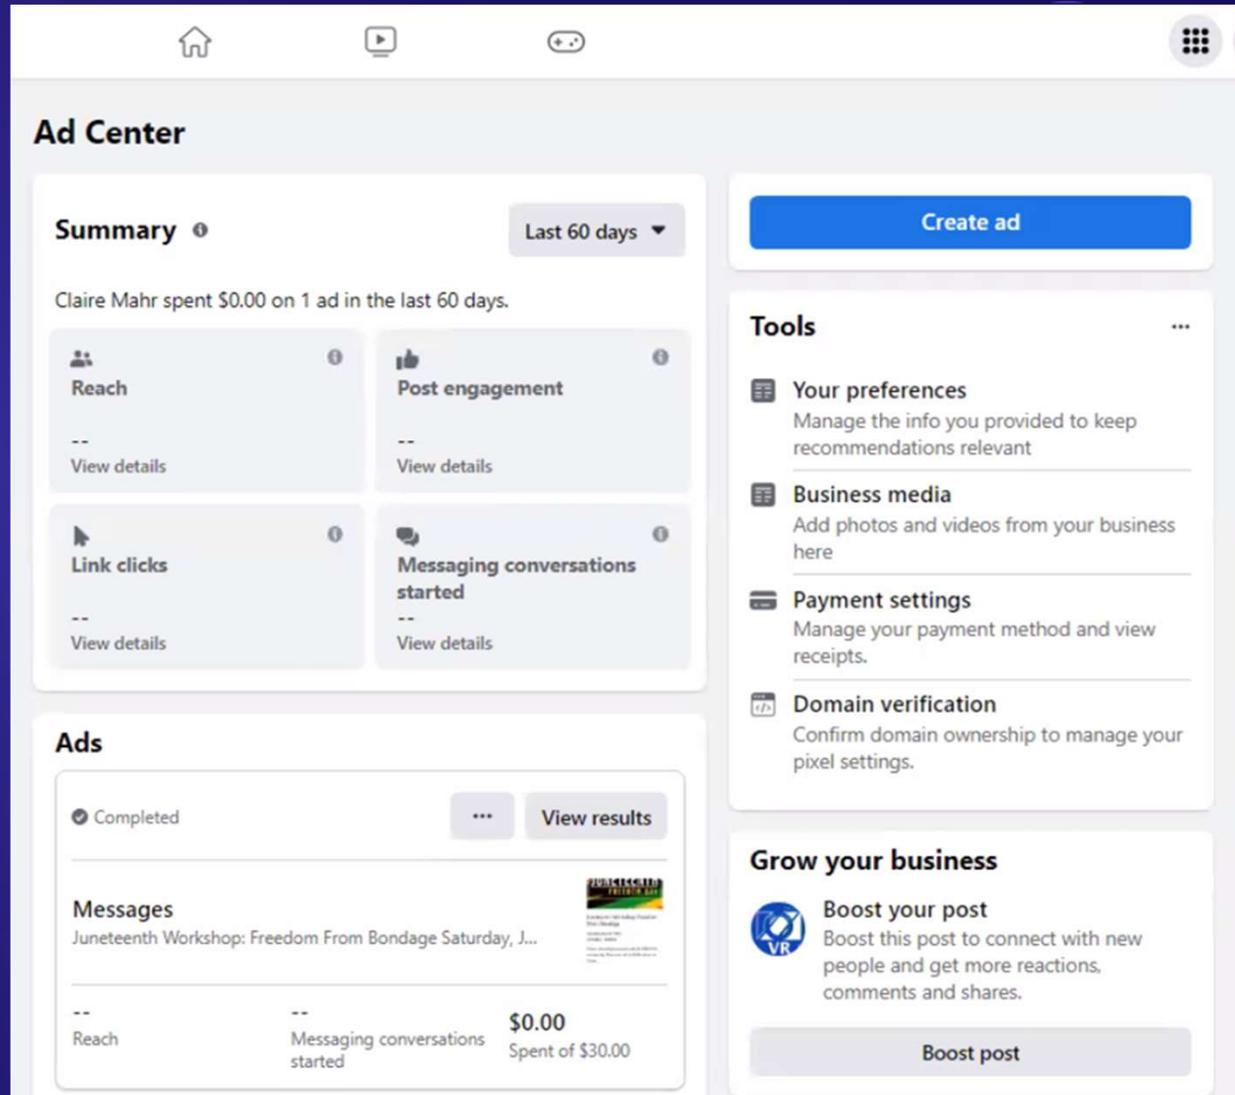 Ad Center
Summary
Last 60 days
Claire Mahr spent $0.00 on 1 ad in the last 60 days.
Reach
--
View details
Post engagement
--
View details
Link clicks
--
View details
Messaging conversations
started
--
View details
Ads
Completed
...
View results
Messages
Juneteenth Workshop: Freedom From Bondage Saturday, J...
JUNETEENTH
FREEDOM DAY
--
Reach
--
Messaging conversations
started
$0.00
Spent of $30.00
Create ad
Tools
...
Your preferences
Manage the info you provided to keep
recommendations relevant
Business media
Add photos and videos from your business
here
Payment settings
Manage your payment method and view
receipts.
Domain verification
Confirm domain ownership to manage your
pixel settings.
Grow your business
VR
Boost your post
Boost this post to connect with new
people and get more reactions,
comments and shares.
Boost post